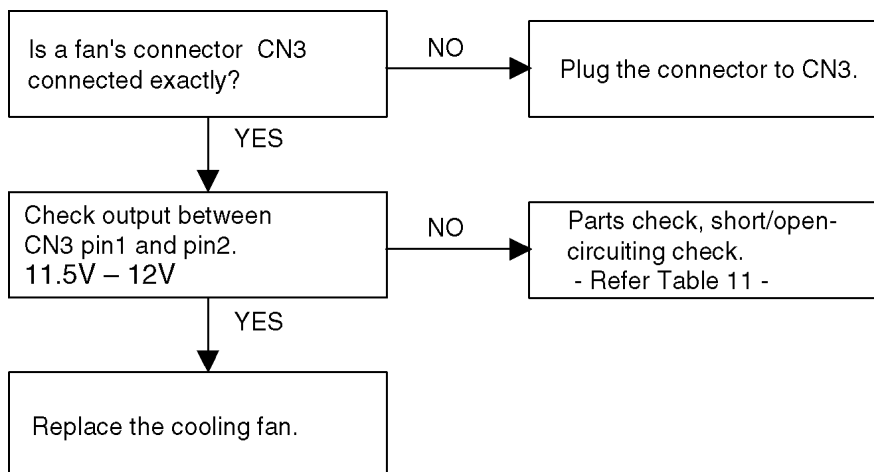 Is a fan's connector CN3
connected exactly?
NO
Plug the connector to CN3.
YES
Check output between
CN3 pin1 and pin2.
11.5V – 12V
NO
Parts check, short/open-
circuiting check.
- Refer Table 11 -
YES
Replace the cooling fan.